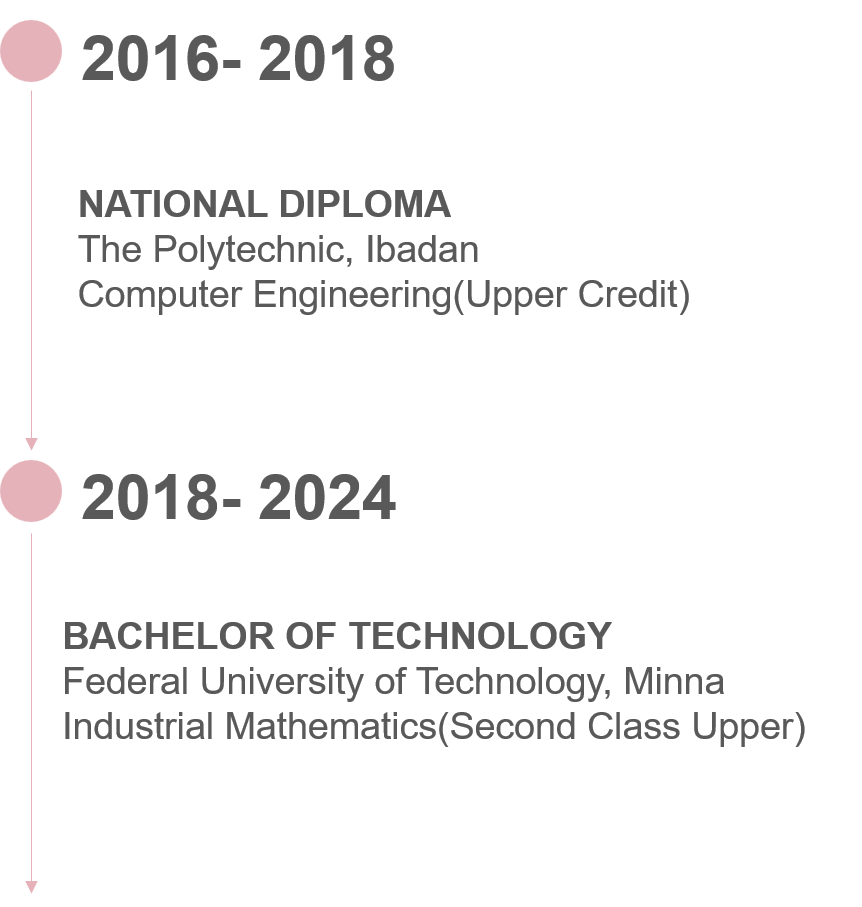 2016- 2018
NATIONAL DIPLOMA
The Polytechnic, Ibadan
Computer Engineering(Upper Credit)
2018- 2024
BACHELOR OF TECHNOLOGY
Federal University of Technology, Minna
Industrial Mathematics(Second Class Upper)